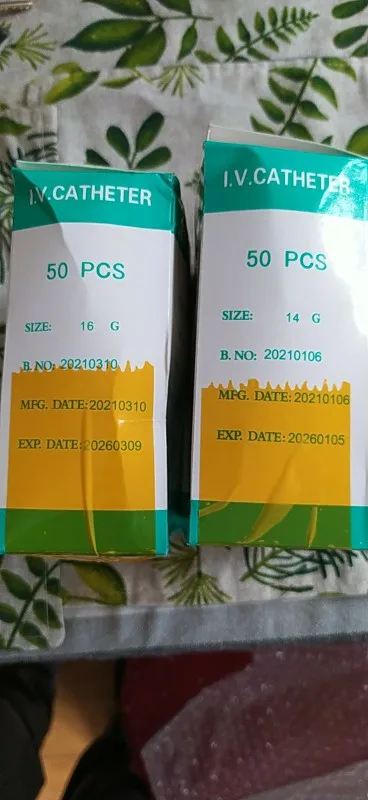 I.V.CATHETER
50 PCS
SIZE: 16 G
B. NO: 20210310
MFG. DATE:20210310
EXP. DATE:20260309
I.V.CATHETER
50 PCS
SIZE: 14 G
B. NO: 20210106
MFG. DATE:20210106
EXP. DATE:20260105